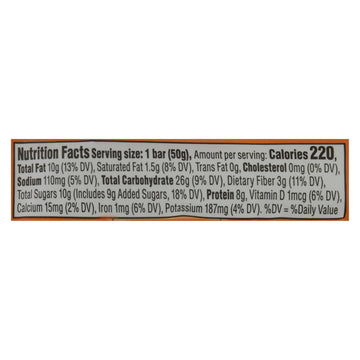 Nutrition Facts Serving size: 1 bar (50g), Amount per serving: Calories 220,
Total Fat 10g (13% DV), Saturated Fat 1.5g (8% DV), Trans Fat 0g, Cholesterol 0mg (0% DV),
Sodium 110mg (5% DV), Total Carbohydrate 26g (9% DV), Dietary Fiber 3g (11% DV),
Total Sugars 10g (Includes 9g Added Sugars, 18% DV), Protein 8g, Vitamin D 1mcg (6% DV),
Calcium 15mg (2% DV), Iron 1mg (6% DV), Potassium 187mg (4% DV). %DV = %Daily Value